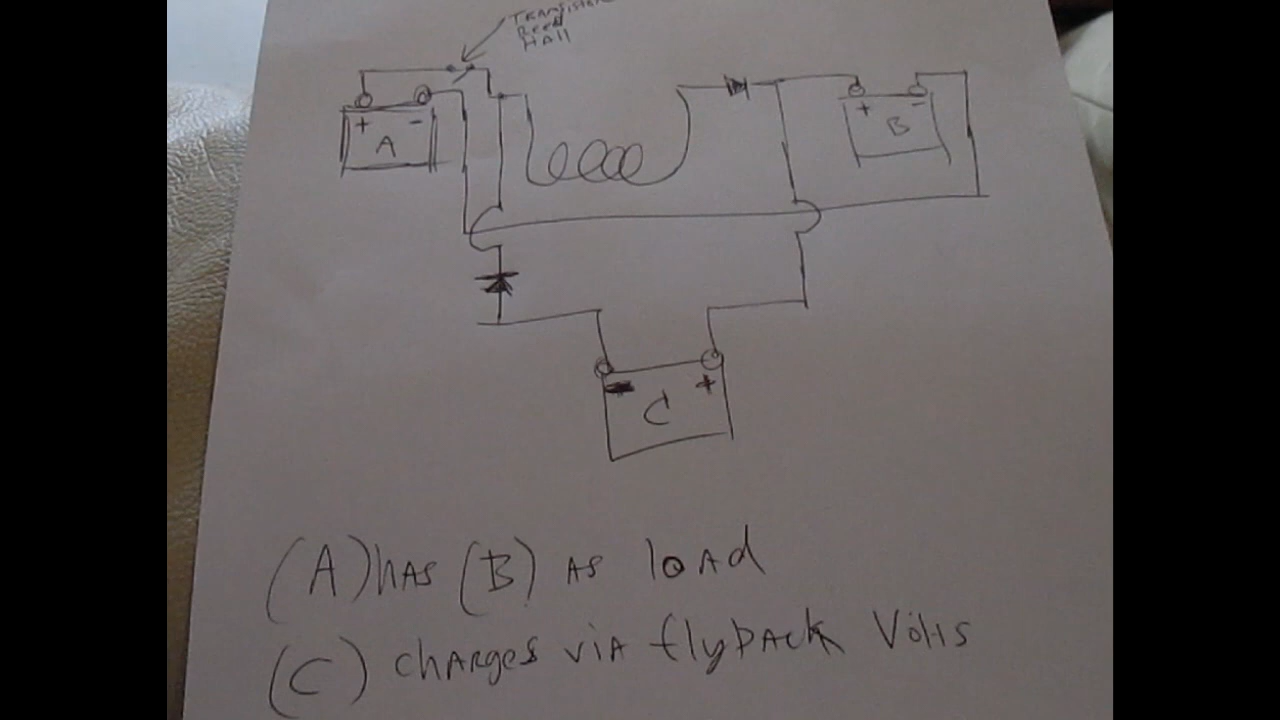 TRANSISTOR
REED
HAll
+ -
A
+ -
B
- +
C
(A) hAS (B) AS lOAd
(C) chARgES viA flybAck Volts